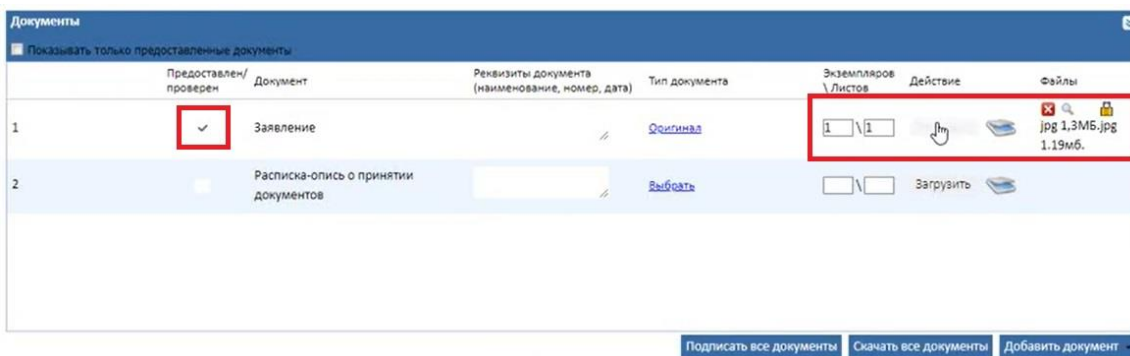 Документы
Показывать только предоставленные документы
Предоставлен/ проверен Документ Реквизиты документа (наименование, номер, дата) Тип документа Экземпляров \ Листов Действие Файлы
1 Заявление Оригинал 1 \ 1 jpg 1,3МБ.jpg
1.19мб.
2 Расписка-опись о принятии Выбрать \ Загрузить
документов
Подписать все документы Скачать все документы Добавить документ